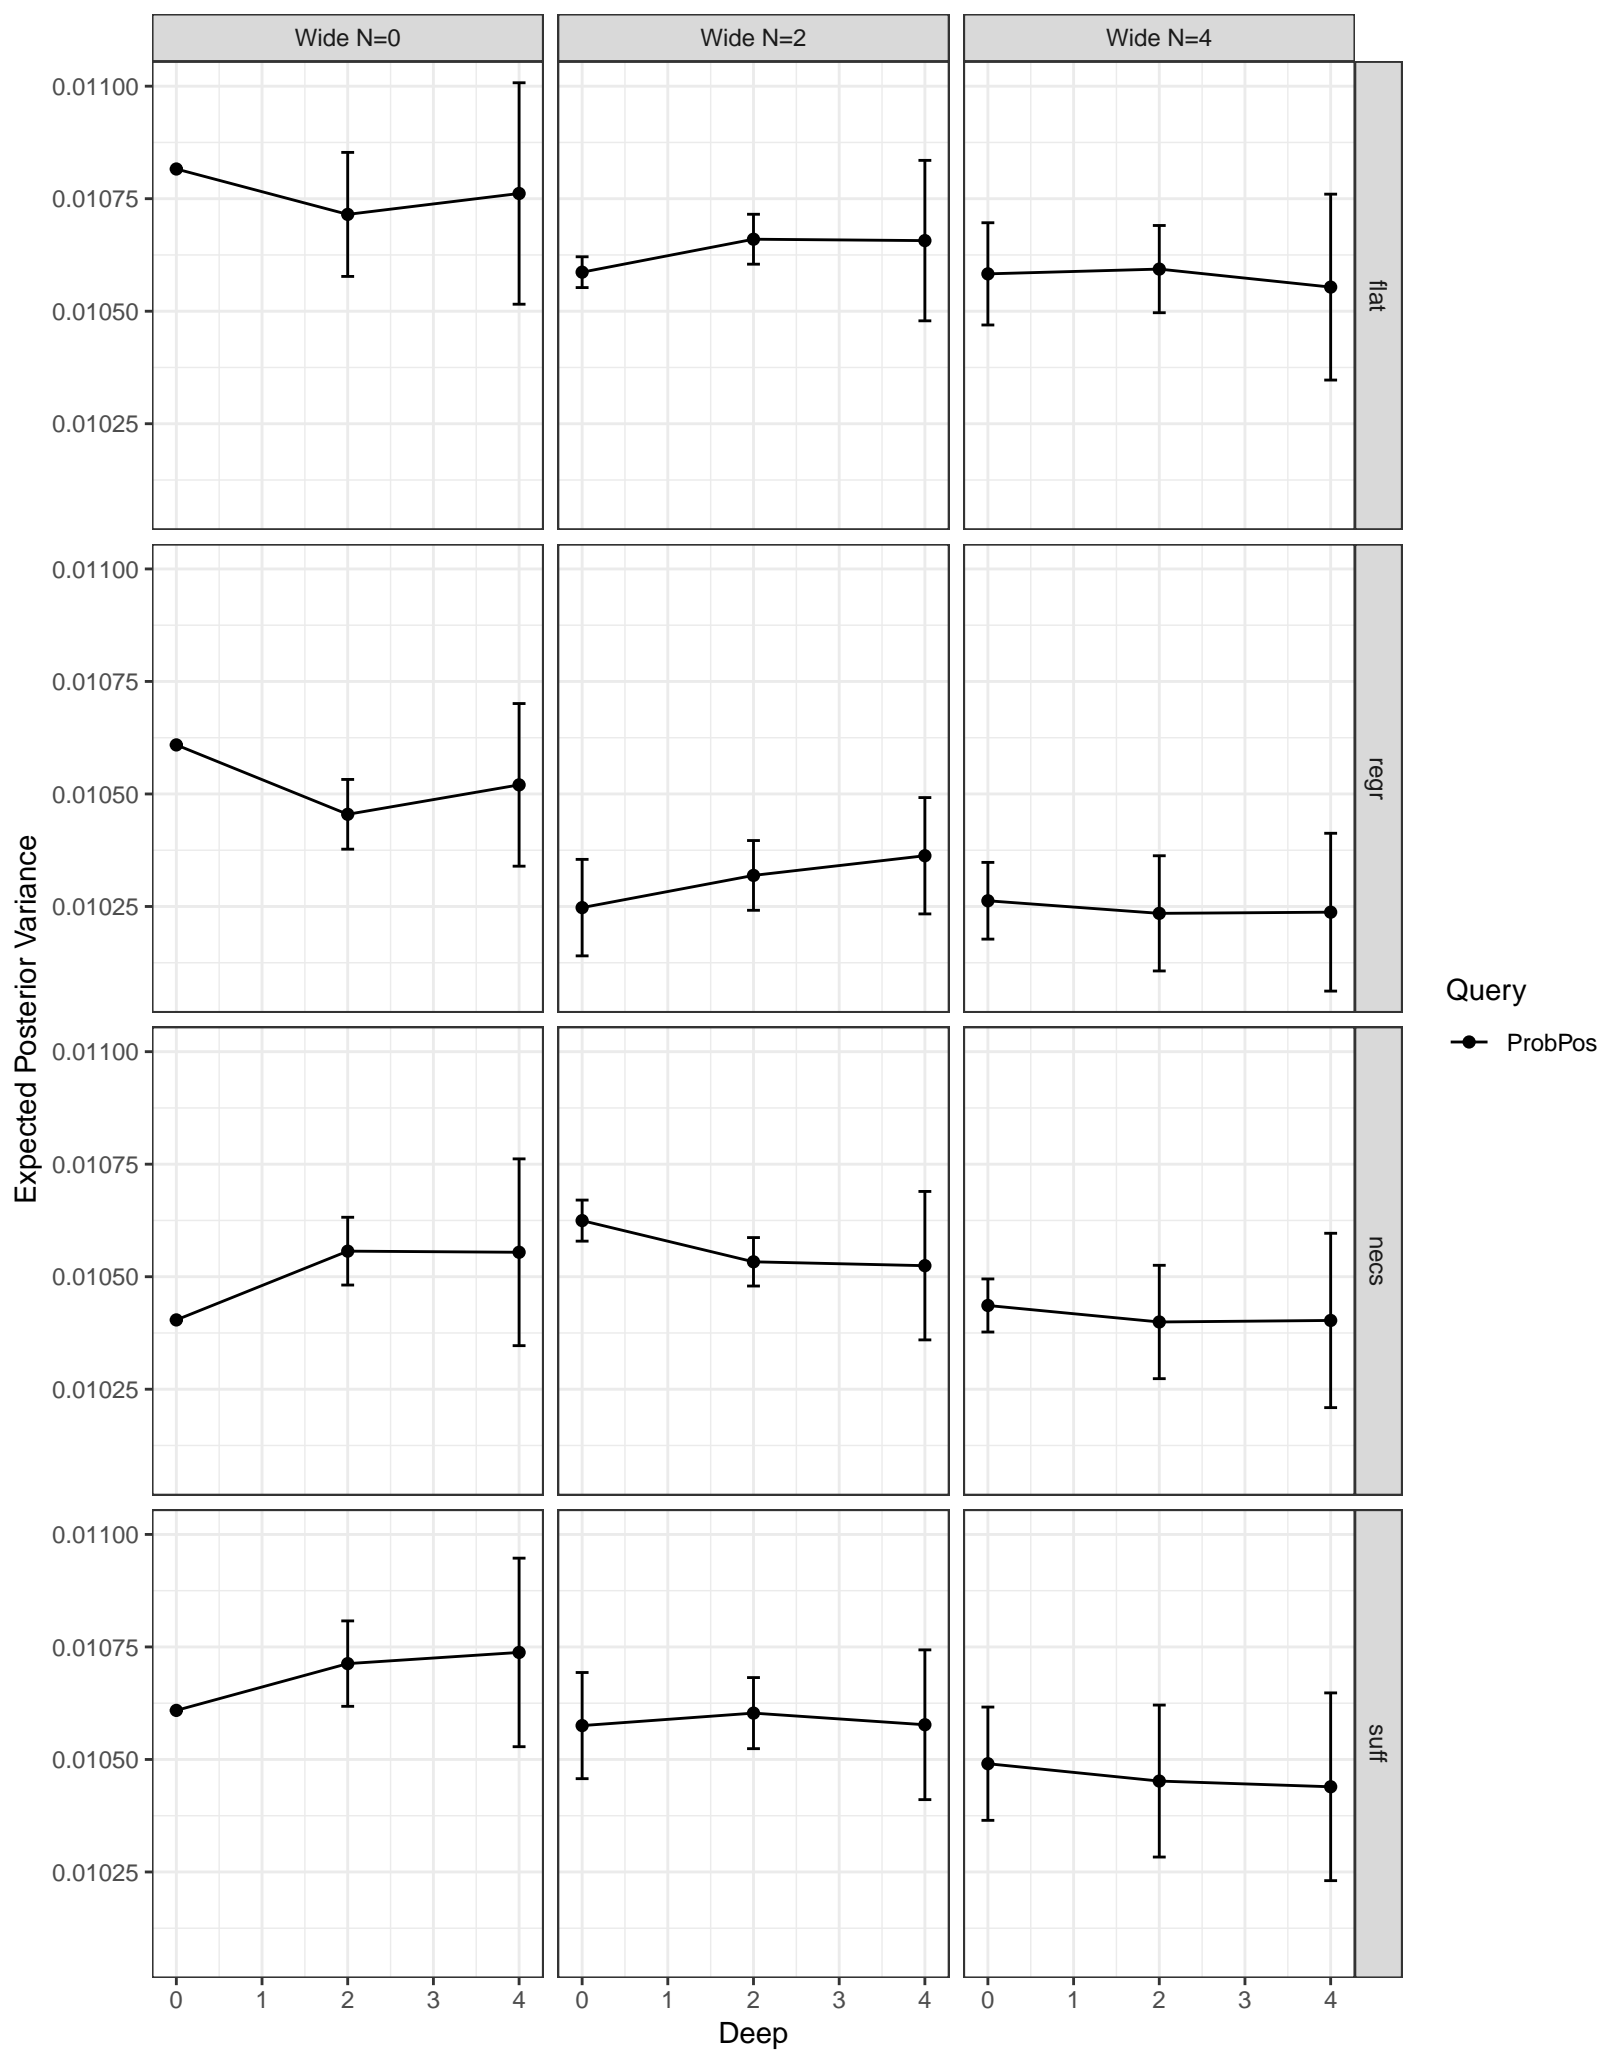 Wide N=0 Wide N=2 Wide N=4
0.01100
0.01075
0.01050
0.01025
flat
0.01100
0.01075
0.01050
0.01025
regr
0.01100
0.01075
0.01050
0.01025
necs
0.01100
0.01075
0.01050
0.01025
suff
0 1 2 3 4 0 1 2 3 4 0 1 2 3 4
Deep
Expected Posterior Variance
Query
ProbPos